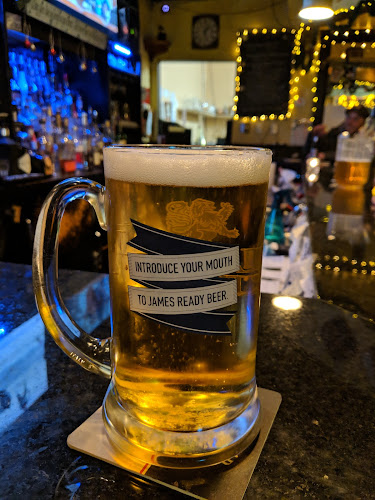 INTRODUCE YOUR MOUTH
TO JAMES READY BEER.